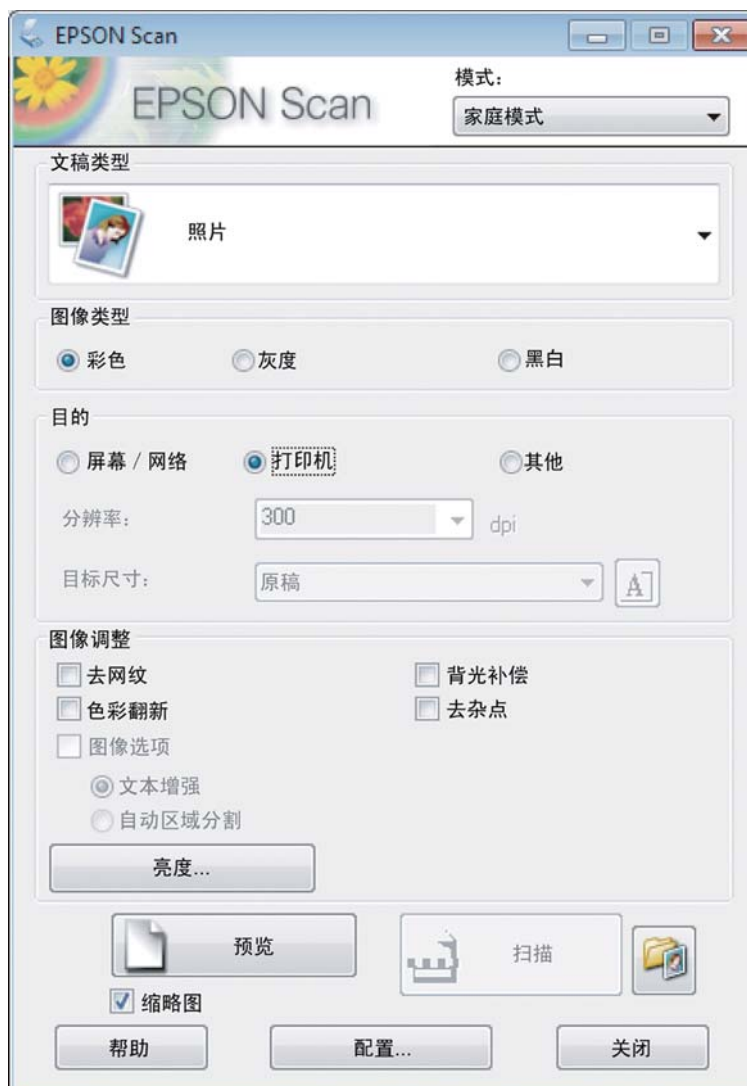 EPSON Scan
EPSON Scan
模式：
家庭模式
文稿类型
照片
图像类型
彩色 灰度 黑白
目的
屏幕 / 网络 打印机 其他
分辨率： 300 dpi
目标尺寸： 原稿 A
图像调整
去网纹 背光补偿
色彩翻新 去杂点
图像选项
文本增强
自动区域分割
亮度...
预览 扫描
缩略图
帮助 配置... 关闭